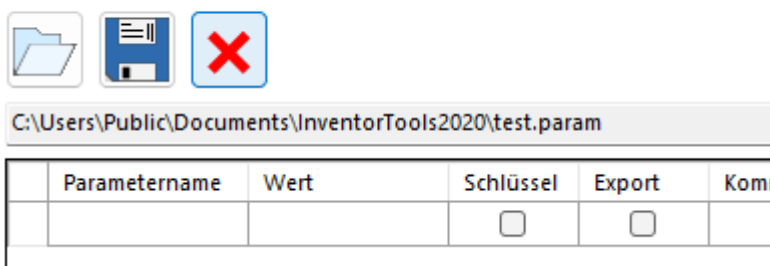 C:\Users\Public\Documents\InventorTools2020\test.param
Parametername Wert Schlüssel Export